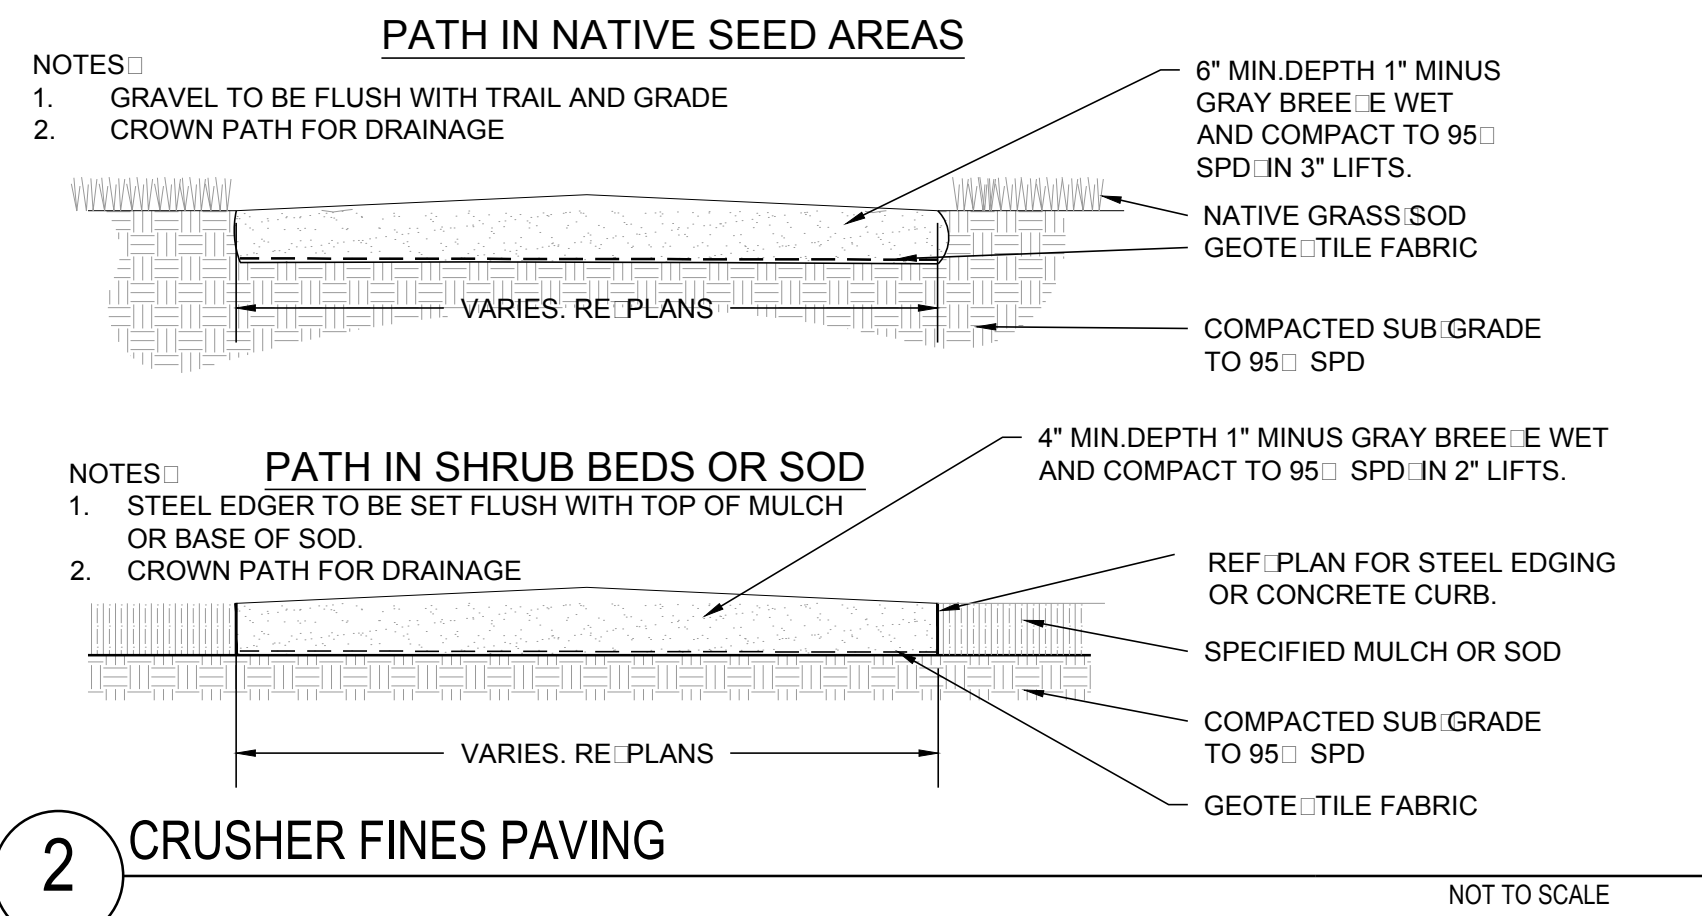 PATH IN NATIVE SEED AREAS
NOTES□
1. GRAVEL TO BE FLUSH WITH TRAIL AND GRADE
2. CROWN PATH FOR DRAINAGE
6" MIN.DEPTH 1" MINUS
GRAY BREE□E WET
AND COMPACT TO 95□
SPD□IN 3" LIFTS.
NATIVE GRASS□SOD
GEOTE□TILE FABRIC
VARIES. RE□PLANS
COMPACTED SUB□GRADE
TO 95□ SPD
PATH IN SHRUB BEDS OR SOD
NOTES□
1. STEEL EDGER TO BE SET FLUSH WITH TOP OF MULCH
OR BASE OF SOD.
2. CROWN PATH FOR DRAINAGE
4" MIN.DEPTH 1" MINUS GRAY BREE□E WET
AND COMPACT TO 95□ SPD□IN 2" LIFTS.
REF□PLAN FOR STEEL EDGING
OR CONCRETE CURB.
SPECIFIED MULCH OR SOD
COMPACTED SUB□GRADE
TO 95□ SPD
VARIES. RE□PLANS
GEOTE□TILE FABRIC
2 CRUSHER FINES PAVING
NOT TO SCALE